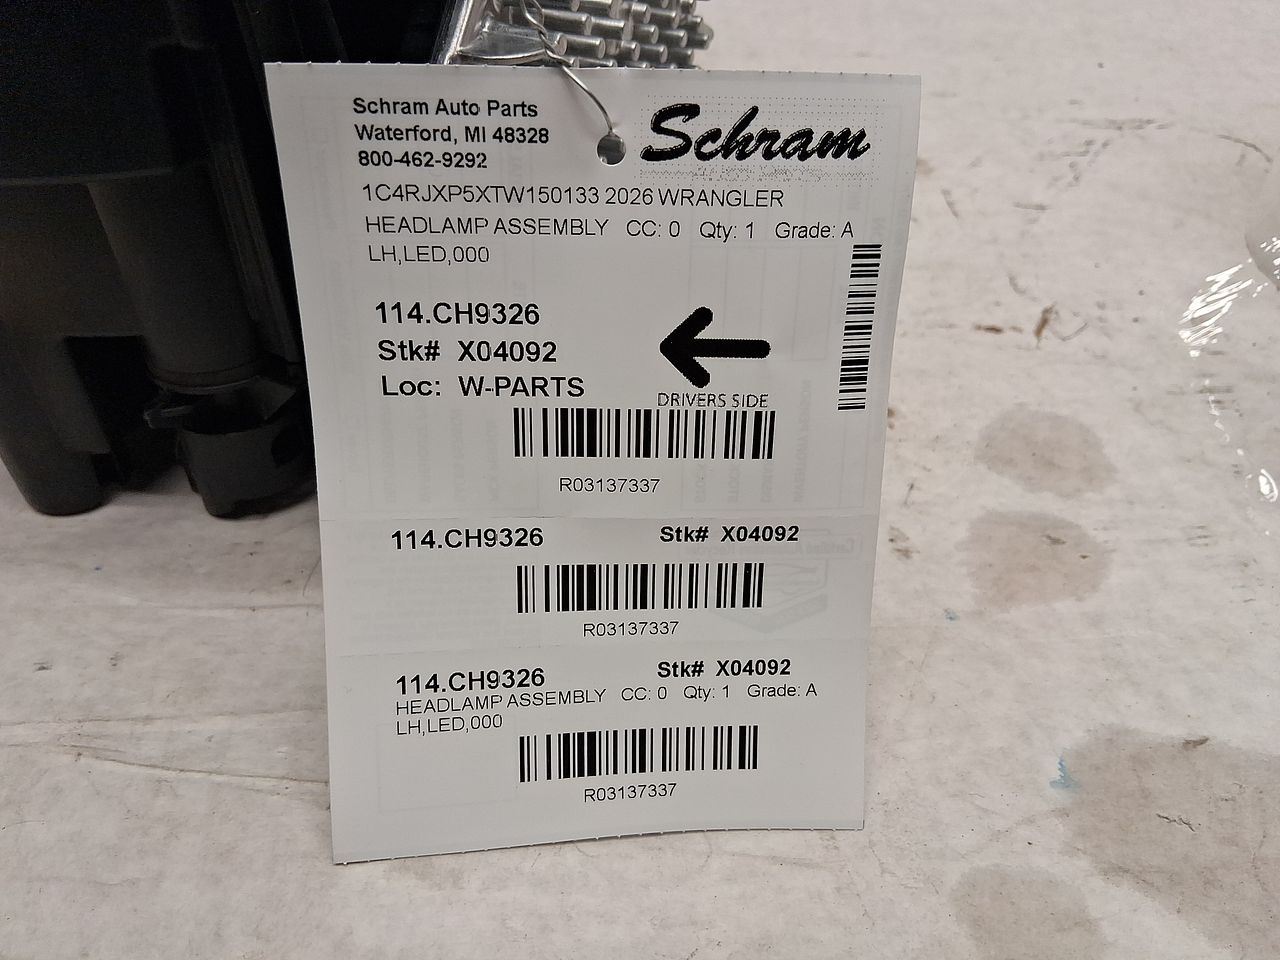 Schram Auto Parts
Waterford, MI 48328
800-462-9292
Schram
1C4RJXP5XTW150133 2026 WRANGLER
HEADLAMP ASSEMBLY CC: 0 Qty: 1 Grade: A
LH,LED,000
114.CH9326
Stk# X04092
Loc: W-PARTS
DRIVERS SIDE
R03137337
114.CH9326 Stk# X04092
R03137337
114.CH9326 Stk# X04092
HEADLAMP ASSEMBLY CC: 0 Qty: 1 Grade: A
LH,LED,000
R03137337